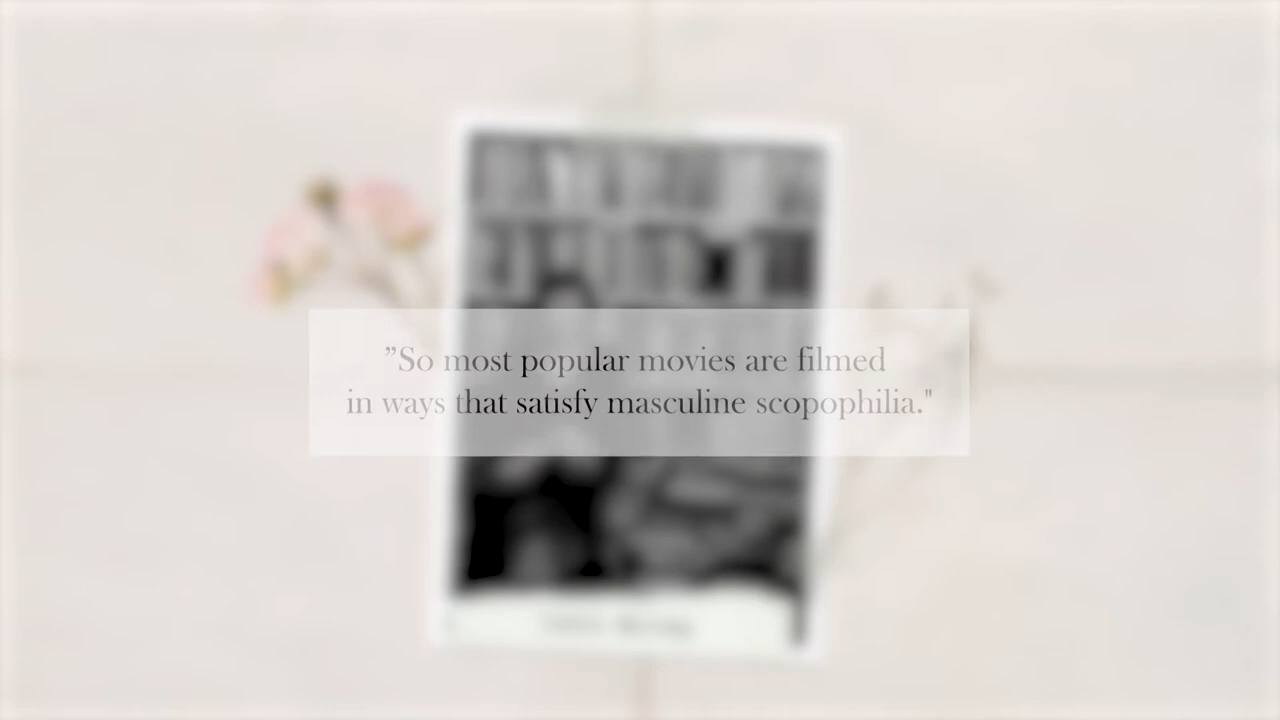 ”So most popular movies are filmed
in ways that satisfy masculine scopophilia."